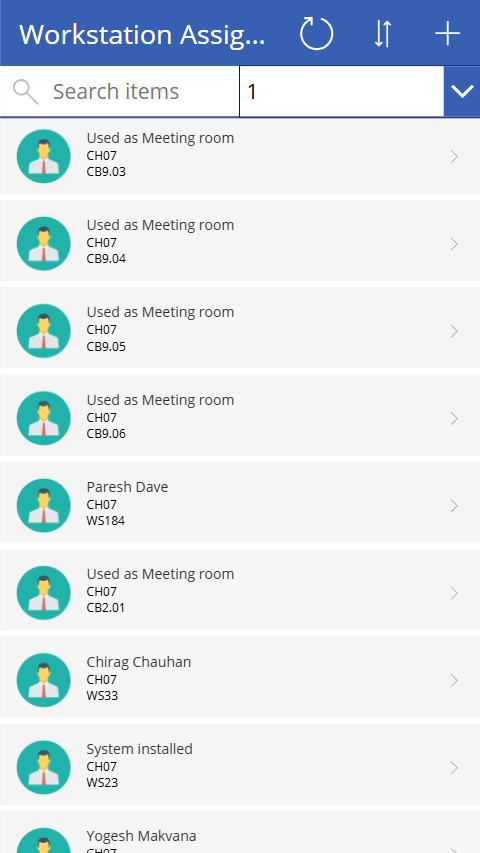 Workstation Assig...
Search items
1
Used as Meeting room
CH07
CB9.03
Used as Meeting room
CH07
CB9.04
Used as Meeting room
CH07
CB9.05
Used as Meeting room
CH07
CB9.06
Paresh Dave
CH07
WS184
Used as Meeting room
CH07
CB2.01
Chirag Chauhan
CH07
WS33
System installed
CH07
WS23
Yogesh Makvana
CH07